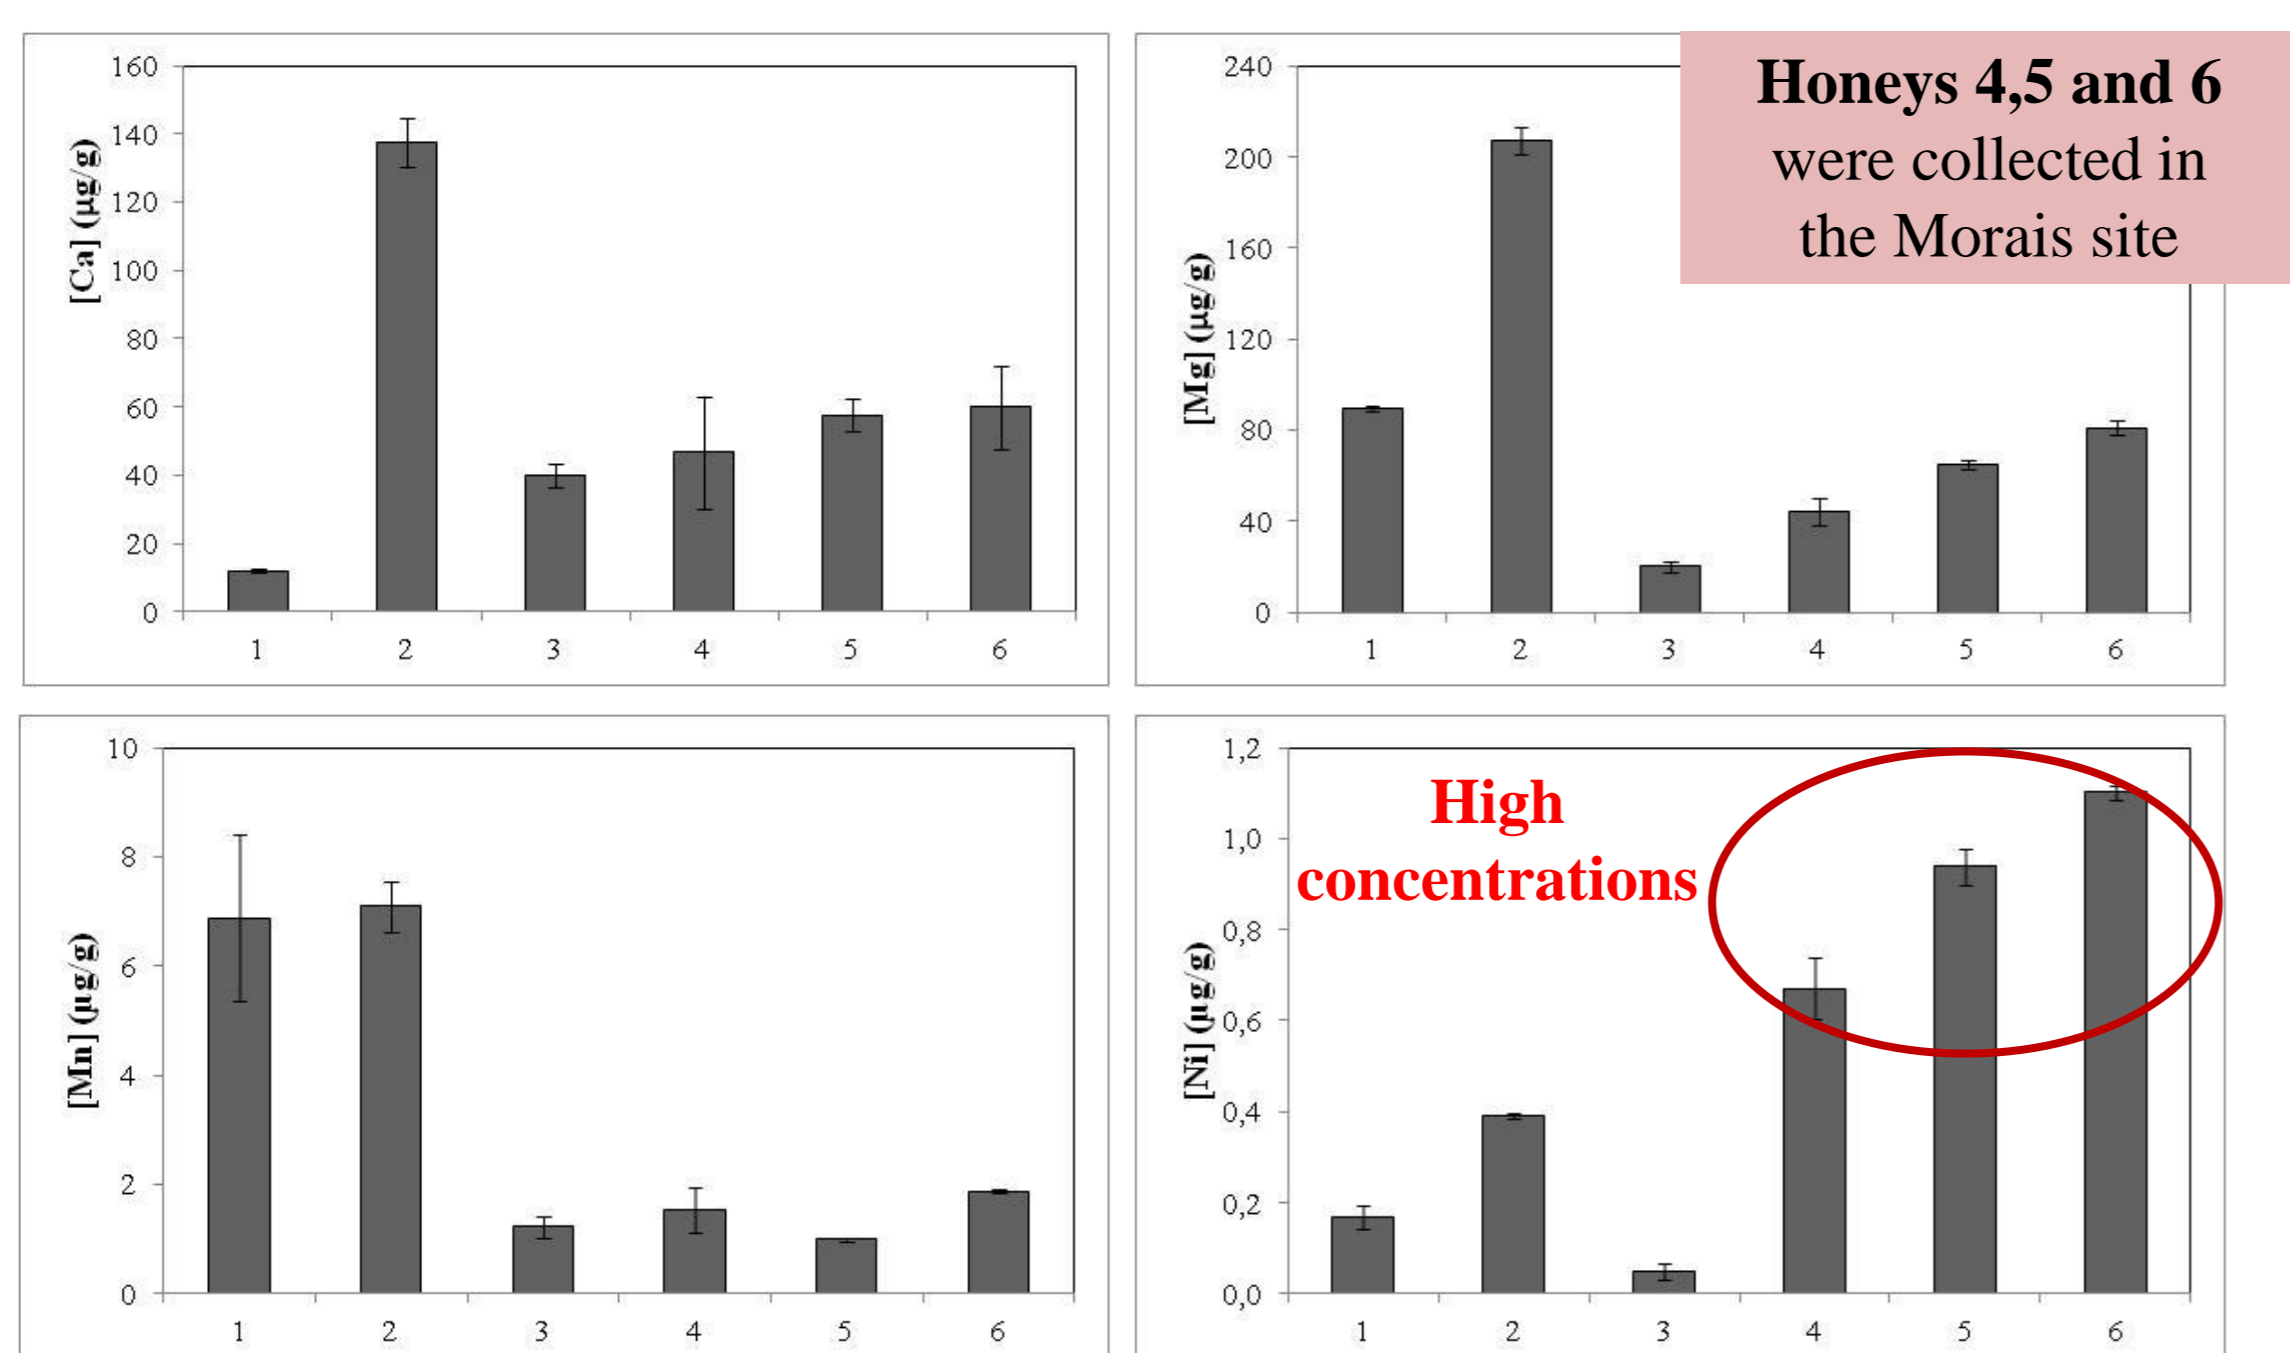 160
140
120
100
80
60
40
20
0
[Ca] (µg/g)
1 2 3 4 5 6
240
200
160
120
80
40
0
[Mg] (µg/g)
1 2 3 4 5 6
Honeys 4,5 and 6
were collected in
the Morais site
10
8
6
4
2
0
[Mn] (µg/g)
1 2 3 4 5 6
1,2
1,0
0,8
0,6
0,4
0,2
0,0
[Ni] (µg/g)
High
concentrations
1 2 3 4 5 6